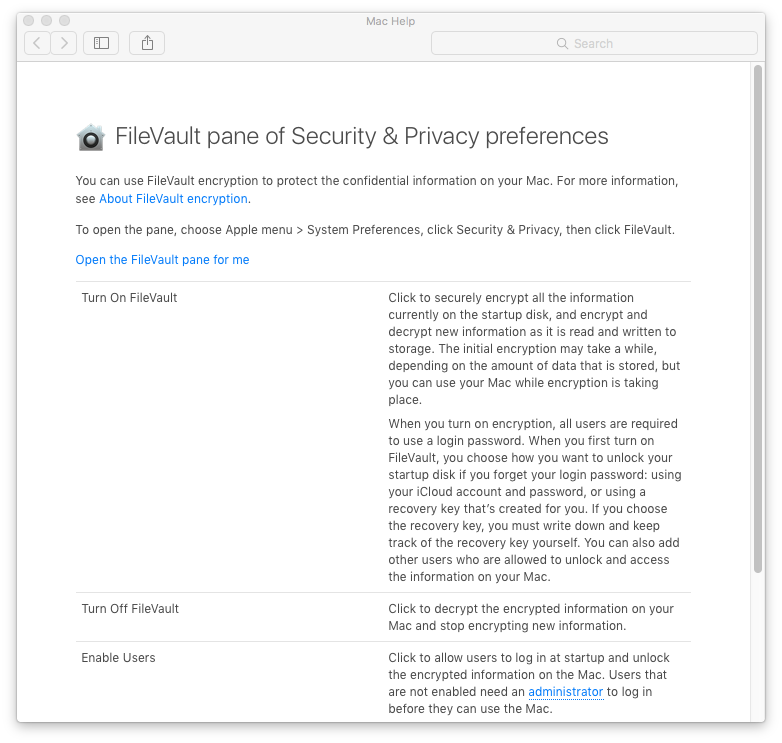 Mac Help
Search
FileVault pane of Security & Privacy preferences
You can use FileVault encryption to protect the confidential information on your Mac. For more information,
see About FileVault encryption.
To open the pane, choose Apple menu > System Preferences, click Security & Privacy, then click FileVault.
Open the FileVault pane for me
Turn On FileVault
Click to securely encrypt all the information
currently on the startup disk, and encrypt and
decrypt new information as it is read and written to
storage. The initial encryption may take a while,
depending on the amount of data that is stored, but
you can use your Mac while encryption is taking
place.
When you turn on encryption, all users are required
to use a login password. When you first turn on
FileVault, you choose how you want to unlock your
startup disk if you forget your login password: using
your iCloud account and password, or using a
recovery key that’s created for you. If you choose
the recovery key, you must write down and keep
track of the recovery key yourself. You can also add
other users who are allowed to unlock and access
the information on your Mac.
Turn Off FileVault
Click to decrypt the encrypted information on your
Mac and stop encrypting new information.
Enable Users
Click to allow users to log in at startup and unlock
the encrypted information on the Mac. Users that
are not enabled need an administrator to log in
before they can use the Mac.